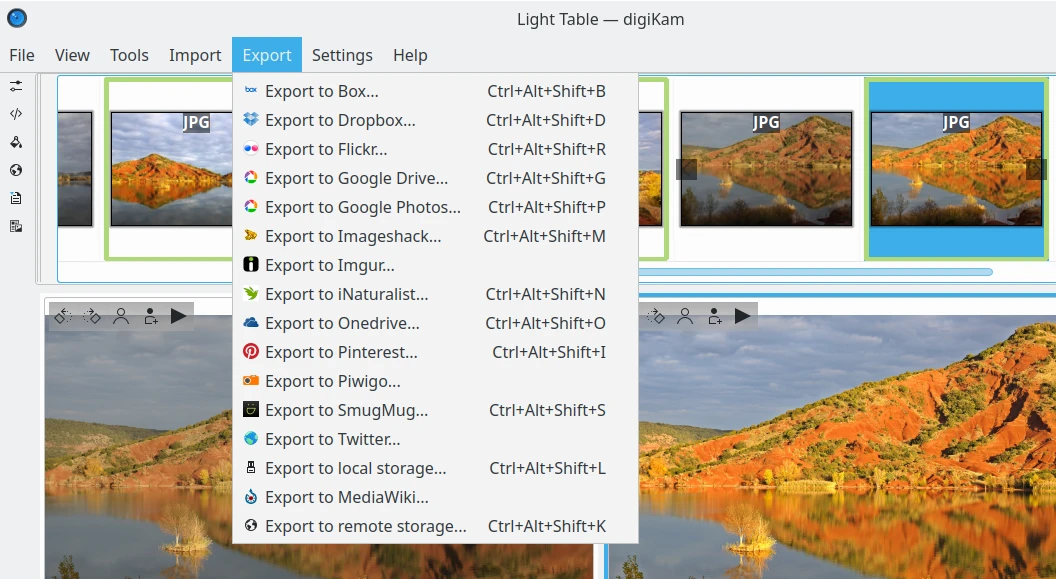 Light Table — digiKam
File View Tools Import Export Settings Help
JPG JPG JPG
Export to Box... Ctrl+Alt+Shift+B
Export to Dropbox... Ctrl+Alt+Shift+D
Export to Flickr... Ctrl+Alt+Shift+R
Export to Google Drive... Ctrl+Alt+Shift+G
Export to Google Photos... Ctrl+Alt+Shift+P
Export to Imageshack... Ctrl+Alt+Shift+M
Export to Imgur...
Export to iNaturalist... Ctrl+Alt+Shift+N
Export to Onedrive... Ctrl+Alt+Shift+O
Export to Pinterest... Ctrl+Alt+Shift+I
Export to Piwigo...
Export to SmugMug... Ctrl+Alt+Shift+S
Export to Twitter...
Export to local storage... Ctrl+Alt+Shift+L
Export to MediaWiki...
Export to remote storage... Ctrl+Alt+Shift+K